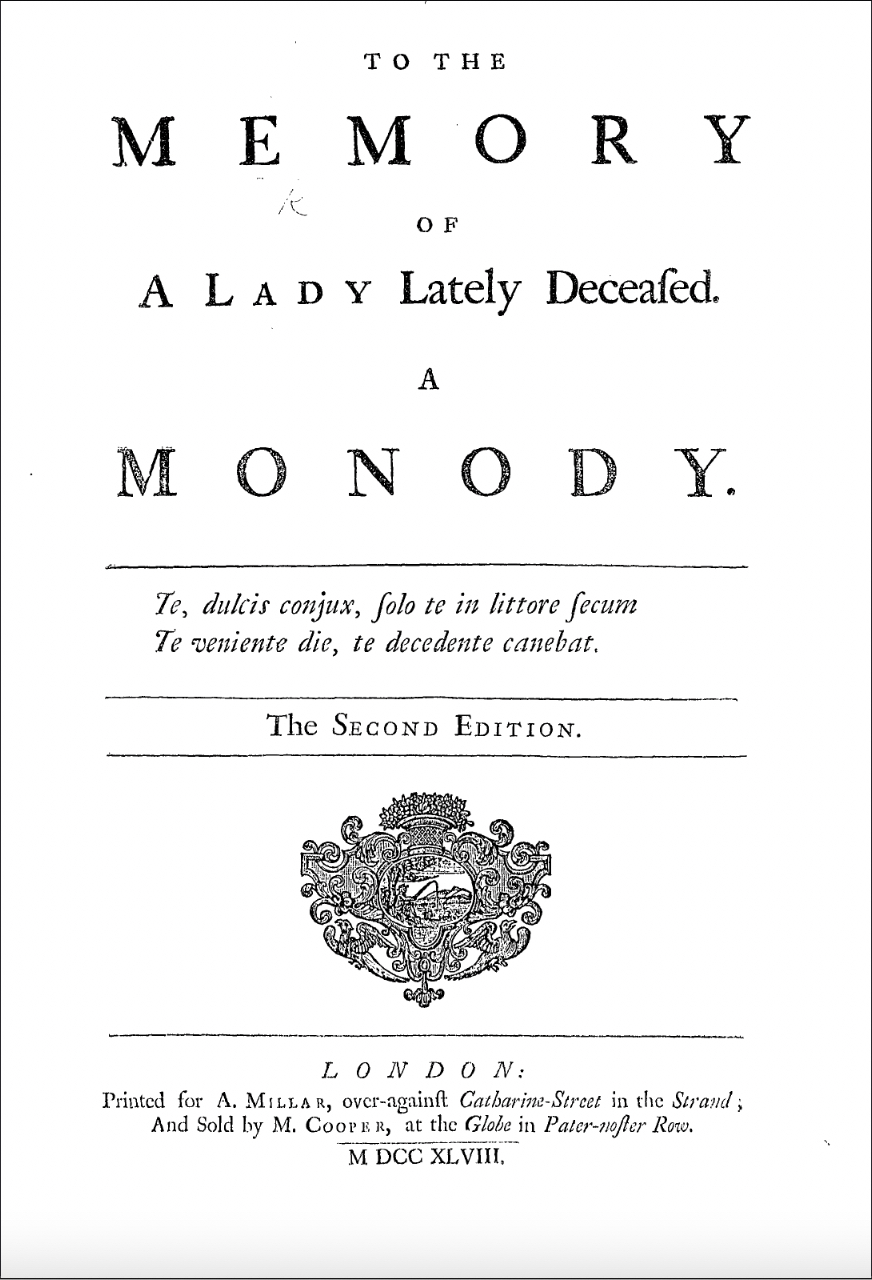 TO THE
MEMORY
OF
A LADY Lately Deceaſed.
A
MONODY.
Te, dulcis conjux, ſolo te in littore ſecum
Te veniente die, te decedente canebat.
The SECOND EDITION.
LONDON:
Printed for A. MILLAR, over-againſt Catharine-Street in the Strand;
And Sold by M. COOPER, at the Globe in Pater-noſter Row.
M DCC XLVIII.